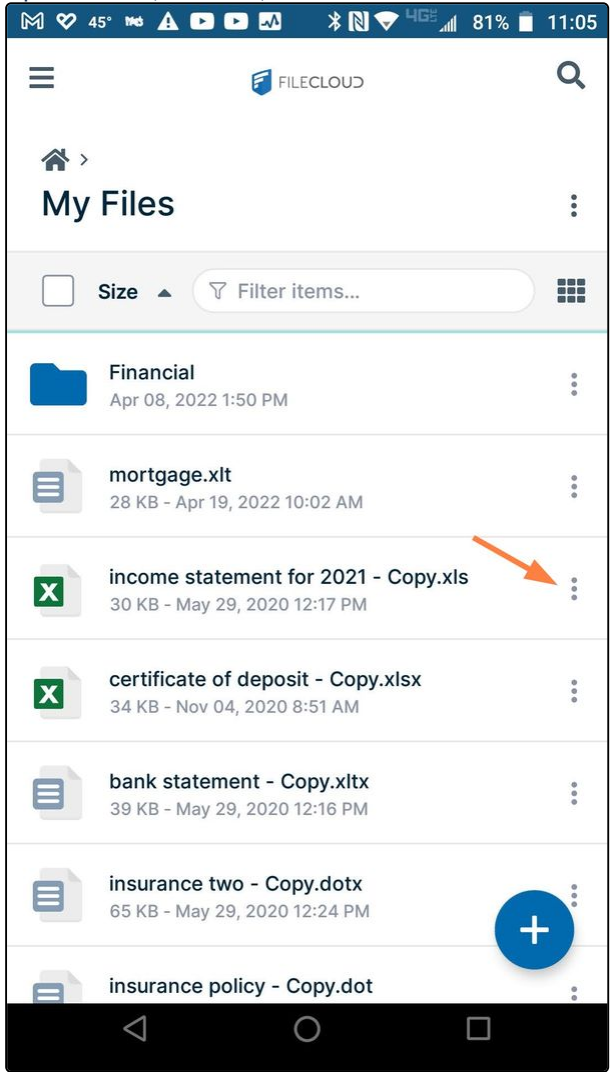 45° 4GE 81% 11:05
FILECLOUD
My Files
Size Filter items...
Financial
Apr 08, 2022 1:50 PM
mortgage.xlt
28 KB - Apr 19, 2022 10:02 AM
income statement for 2021 - Copy.xls
30 KB - May 29, 2020 12:17 PM
certificate of deposit - Copy.xlsx
34 KB - Nov 04, 2020 8:51 AM
bank statement - Copy.xltx
39 KB - May 29, 2020 12:16 PM
insurance two - Copy.dotx
65 KB - May 29, 2020 12:24 PM
insurance policy - Copy.dot